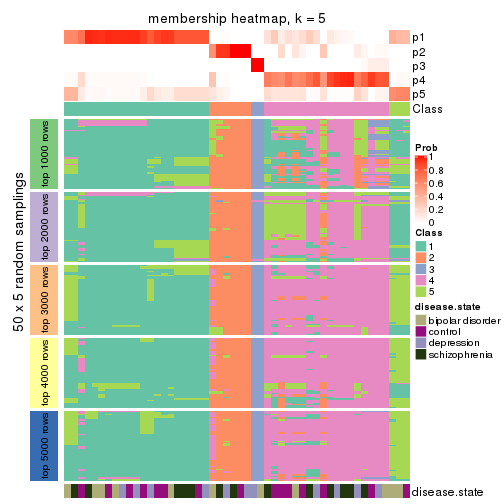 membership heatmap, k = 5
p1
p2
p3
p4
p5
Class
50 x 5 random samplings
top 1000 rows
top 2000 rows
top 3000 rows
top 4000 rows
top 5000 rows
Prob
1
0.8
0.6
0.4
0.2
0
Class
1
2
3
4
5
disease.state
bipolar disorder
control
depression
schizophrenia
disease.state